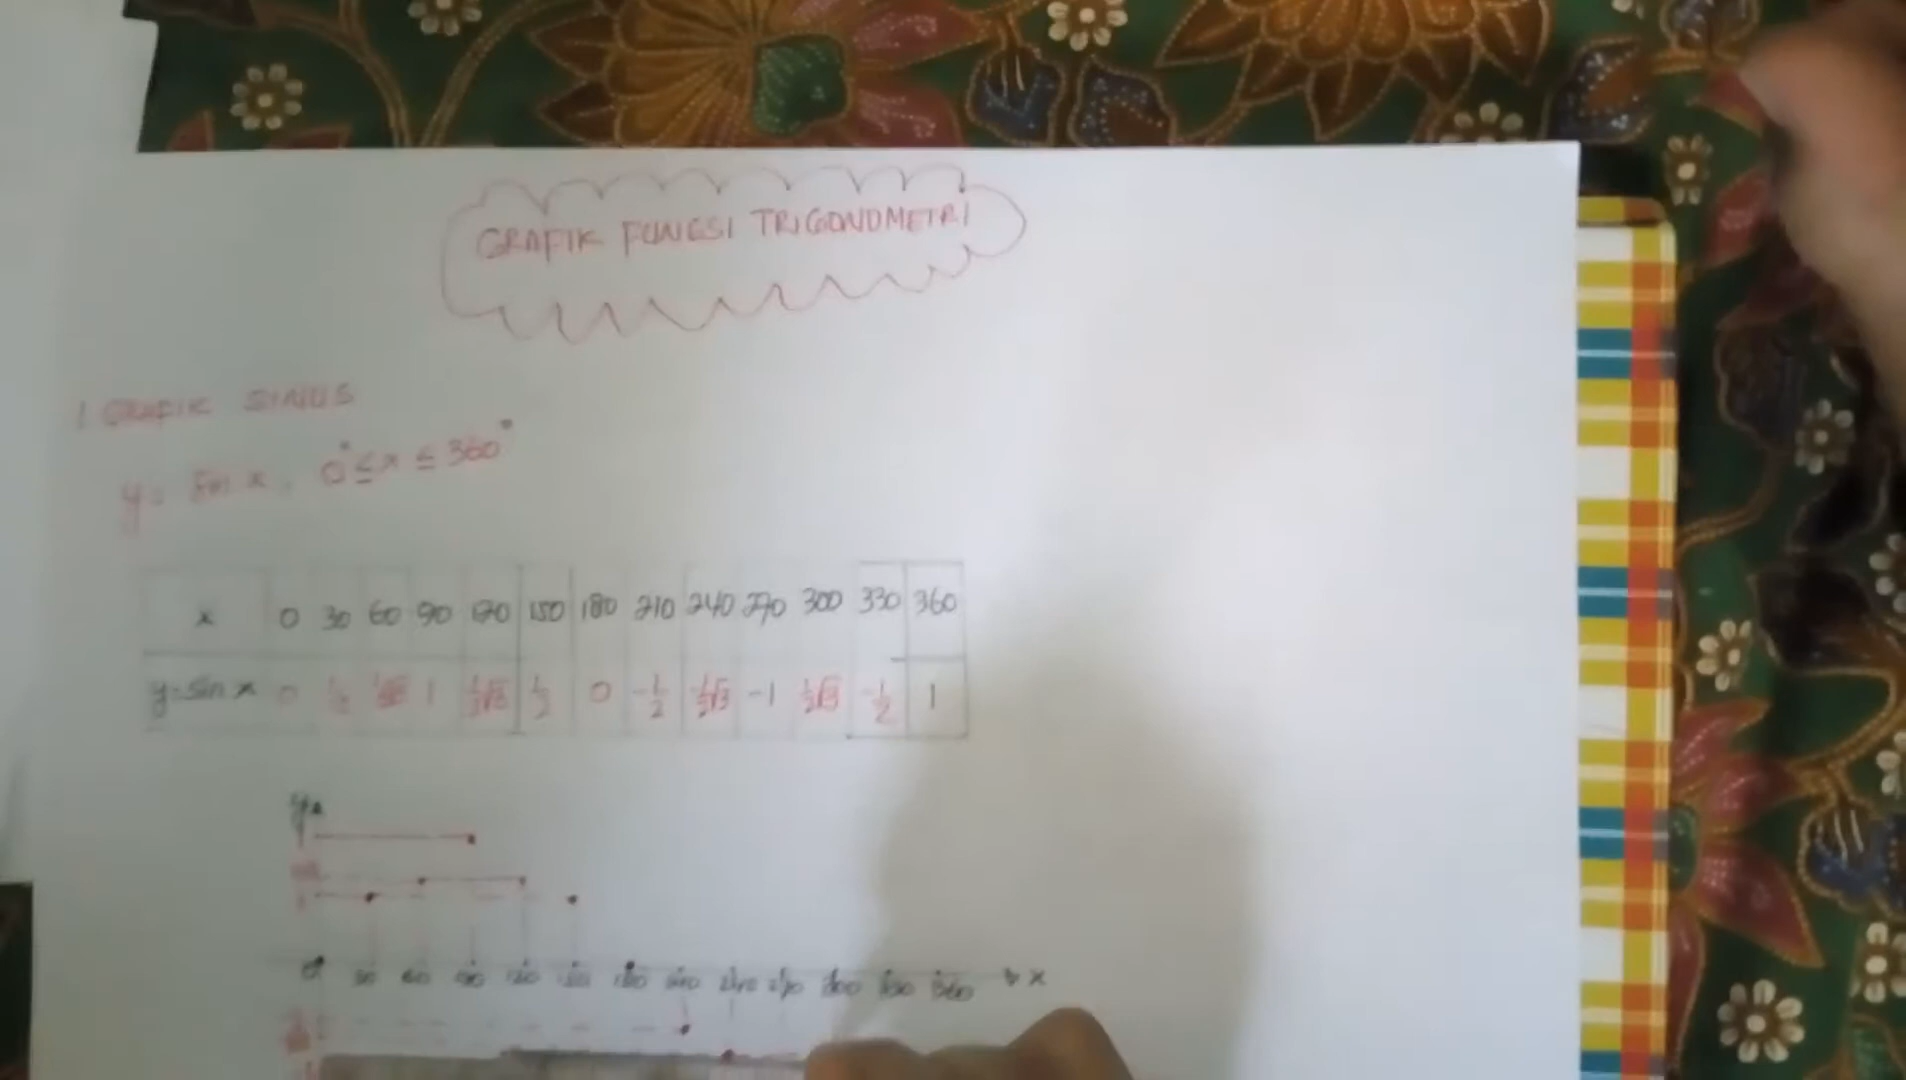 GRAFIK FUNGSI TRIGONOMETRI
1 GRAFIK SINUS
y = Sin x, 0° ≤ x ≤ 360°
x 0 30 60 90 120 150 180 210 240 270 300 330 360
y = sin x 0 1/2 1 1/2√3 1/2 0 -1/2 -1/2√3 -1 1/2√3 -1/2 1
y
0 30 60 90 120 150 180 210 240 270 300 330 360 x